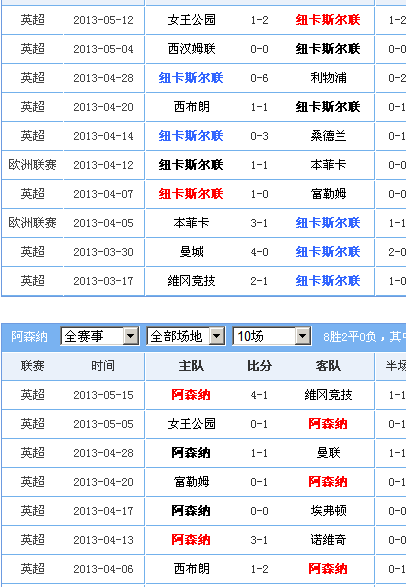 英超 2013-05-12 女王公园 1-2 纽卡斯尔联 1-2
英超 2013-05-04 西汉姆联 0-0 纽卡斯尔联 0-0
英超 2013-04-28 纽卡斯尔联 0-6 利物浦 0-2
英超 2013-04-20 西布朗 1-1 纽卡斯尔联 0-1
英超 2013-04-14 纽卡斯尔联 0-3 桑德兰 0-1
欧洲联赛 2013-04-12 纽卡斯尔联 1-1 本菲卡 0-0
英超 2013-04-07 纽卡斯尔联 1-0 富勒姆 0-0
欧洲联赛 2013-04-05 本菲卡 3-1 纽卡斯尔联 1-1
英超 2013-03-30 曼城 4-0 纽卡斯尔联 2-0
英超 2013-03-17 维冈竞技 2-1 纽卡斯尔联 1-0
阿森纳 全赛事 全部场地 10场 8胜2平0负，其中
联赛 时间 主队 比分 客队 半场
英超 2013-05-15 阿森纳 4-1 维冈竞技 1-1
英超 2013-05-05 女王公园 0-1 阿森纳 0-1
英超 2013-04-28 阿森纳 1-1 曼联 1-1
英超 2013-04-20 富勒姆 0-1 阿森纳 0-1
英超 2013-04-17 阿森纳 0-0 埃弗顿 0-0
英超 2013-04-13 阿森纳 3-1 诺维奇 0-0
英超 2013-04-06 西布朗 1-2 阿森纳 0-1